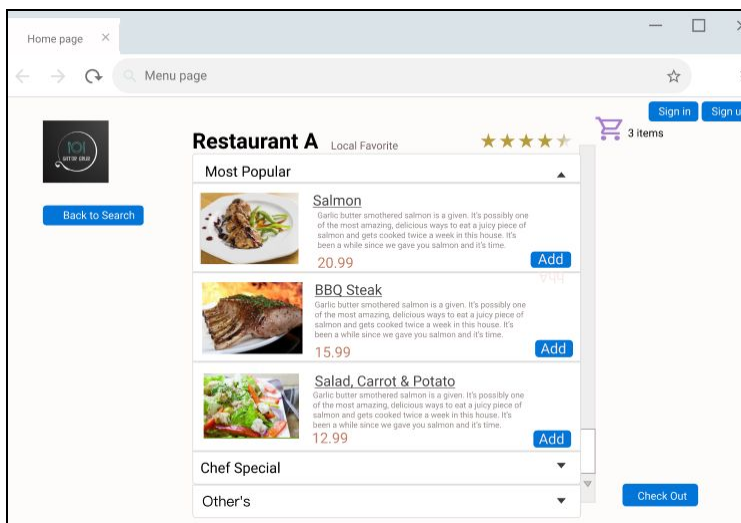 Home page
Menu page
Sign in
Sign u
3 items
Restaurant A Local Favorite
Back to Search
Most Popular
Salmon
Garlic butter smothered salmon is a given. It's possibly one
of the most amazing, delicious ways to eat a juicy piece of
salmon and gets cooked twice a week in this house. It's
been a while since we gave you salmon and it's time.
20.99
Add
BBQ Steak
Garlic butter smothered salmon is a given. It's possibly one
of the most amazing, delicious ways to eat a juicy piece of
salmon and gets cooked twice a week in this house. It's
been a while since we gave you salmon and it's time.
15.99
Add
Salad, Carrot & Potato
Garlic butter smothered salmon is a given. It's possibly one
of the most amazing, delicious ways to eat a juicy piece of
salmon and gets cooked twice a week in this house. It's
been a while since we gave you salmon and it's time.
12.99
Add
Chef Special
Other's
Check Out